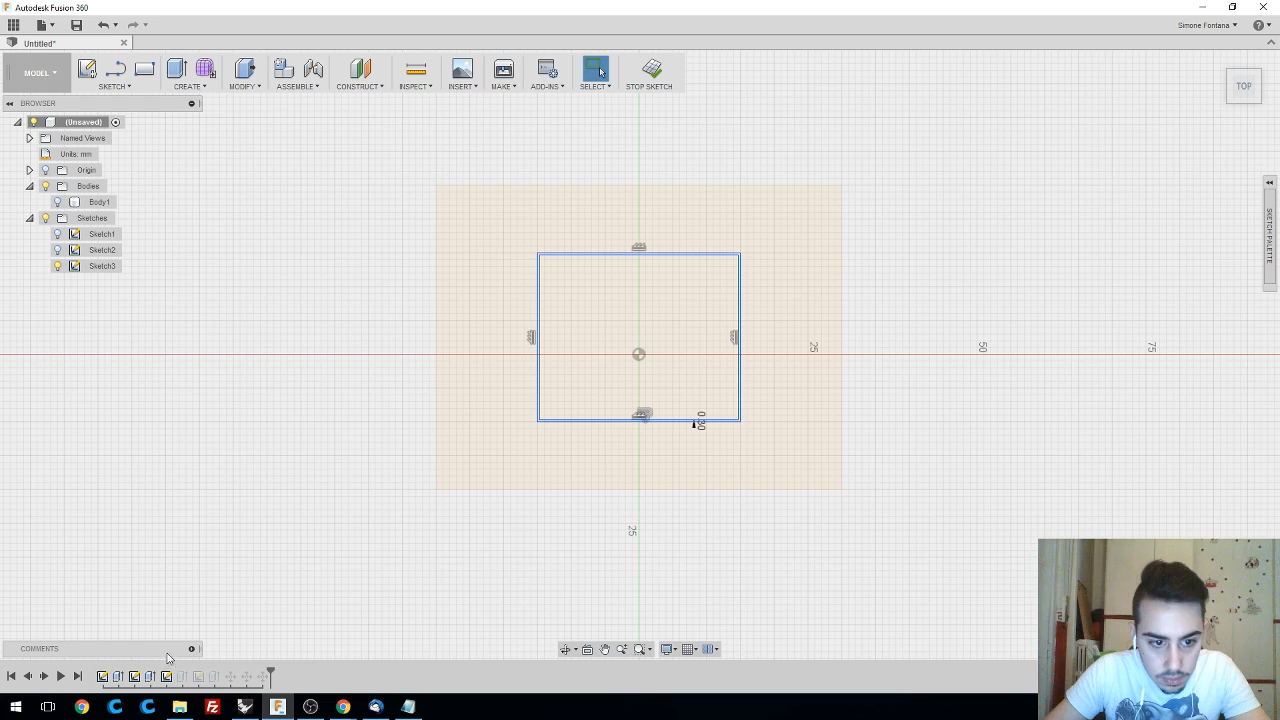 Autodesk Fusion 360
Simone Fontana
Untitled*
MODEL
SKETCH
CREATE
MODIFY
ASSEMBLE
CONSTRUCT
INSPECT
INSERT
MAKE
ADD-INS
SELECT
STOP SKETCH
TOP
BROWSER
(Unsaved)
Named Views
Units: mm
Origin
Bodies
Body1
Sketches
Sketch1
Sketch2
Sketch3
SKETCH PALETTE
25
50
75
0.30
25
COMMENTS